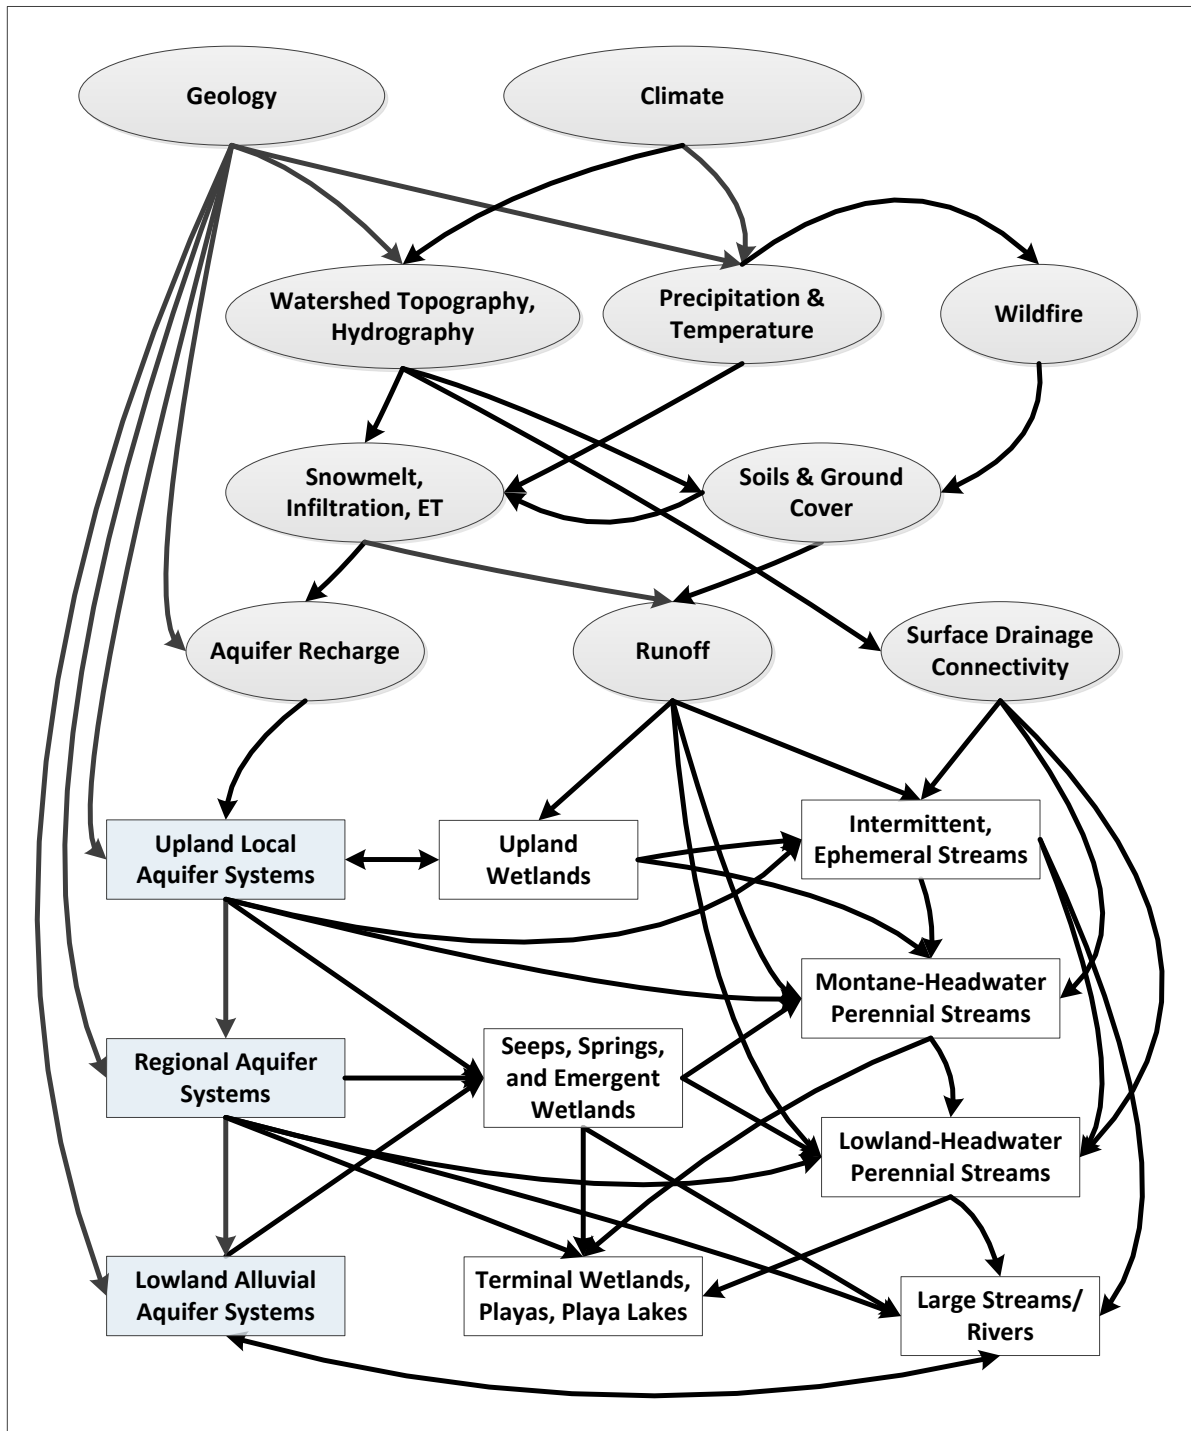 Geology
Climate
Watershed Topography,
Hydrography
Precipitation &
Temperature
Wildfire
Snowmelt,
Infiltration, ET
Soils & Ground
Cover
Aquifer Recharge
Runoff
Surface Drainage
Connectivity
Upland Local
Aquifer Systems
Upland
Wetlands
Intermittent,
Ephemeral Streams
Montane-Headwater
Perennial Streams
Regional Aquifer
Systems
Seeps, Springs,
and Emergent
Wetlands
Lowland-Headwater
Perennial Streams
Lowland Alluvial
Aquifer Systems
Terminal Wetlands,
Playas, Playa Lakes
Large Streams/
Rivers